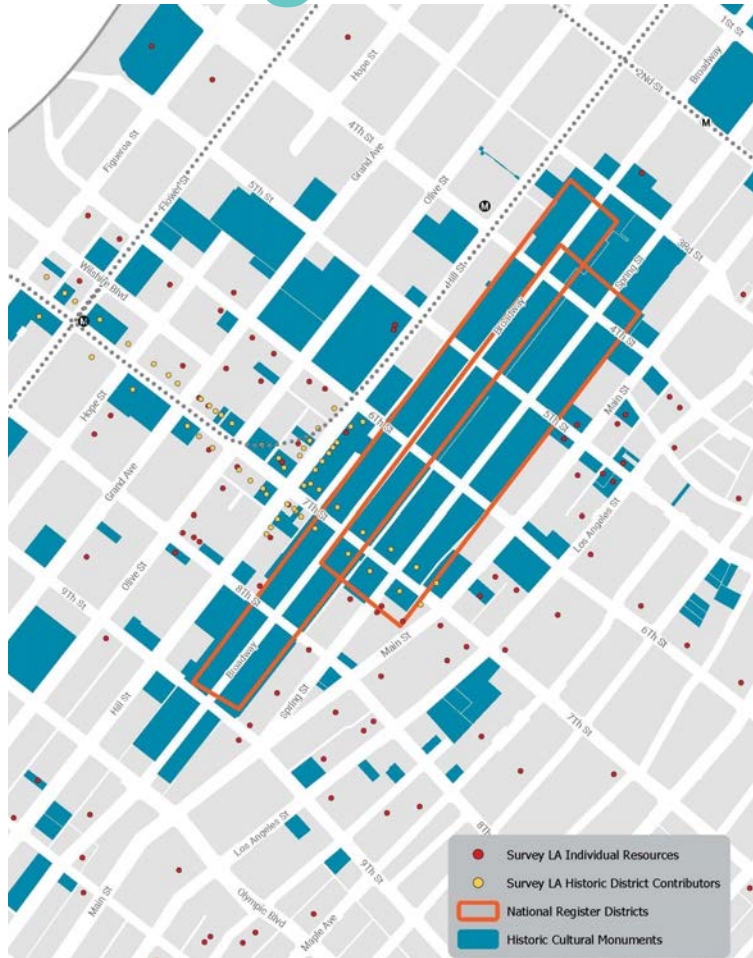 1St St
Broadway
2Nd St
M
Hope St
4Th St
Grand Ave
Figueroa St
Flower St
5Th St
Olive St
M
3Rd St
Hill St
Spring St
Wilshire Blvd
Broadway
4Th St
M
Main St
Hope St
6Th St
5Th St
Grand Ave
7Th St
Los Angeles St
Olive St
9Th St
8Th St
6Th St
Broadway
Main St
Hill St
Spring St
7Th St
Los Angeles St
8Th
9Th St
Main St
Olympic Blvd
Maple Ave
Survey LA Individual Resources
Survey LA Historic District Contributors
National Register Districts
Historic Cultural Monuments